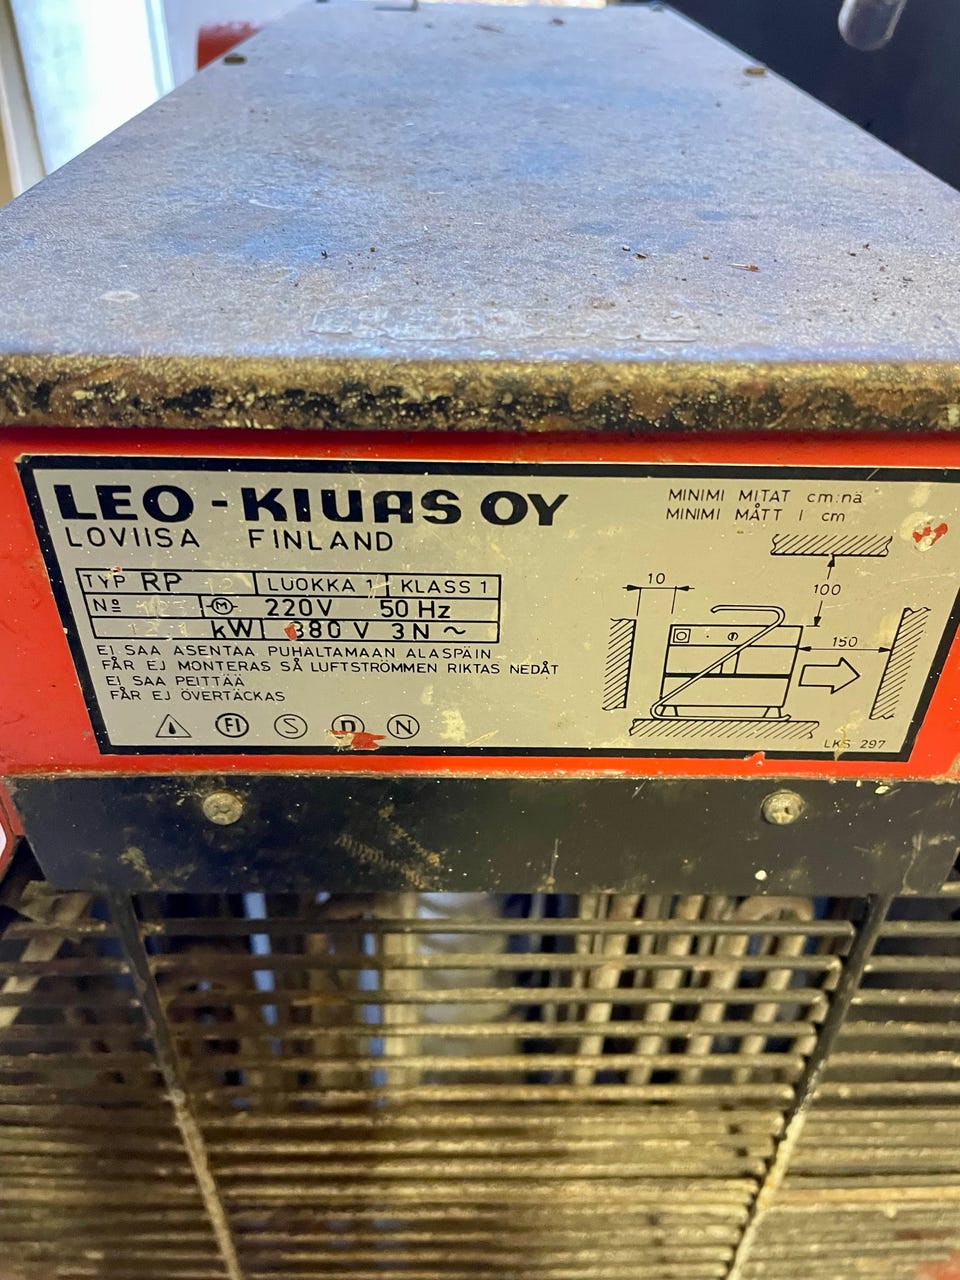 LEO-KIUAS OY
LOVIISA FINLAND
TYP RP 12 LUOKKA 1 KLASS 1
No M 220V 50 Hz
kW 380 V 3N ~
EI SAA ASENTAA PUHALTAMAAN ALASPÄIN
FÅR EJ MONTERAS SÅ LUFTSTRÖMMEN RIKTAS NEDÅT
EI SAA PEITTÄÄ
FÅR EJ ÖVERTÄCKAS
FI S D N
MINIMI MITAT cm:nä
MINIMI MÅTT I cm
10
100
150
LKS 297